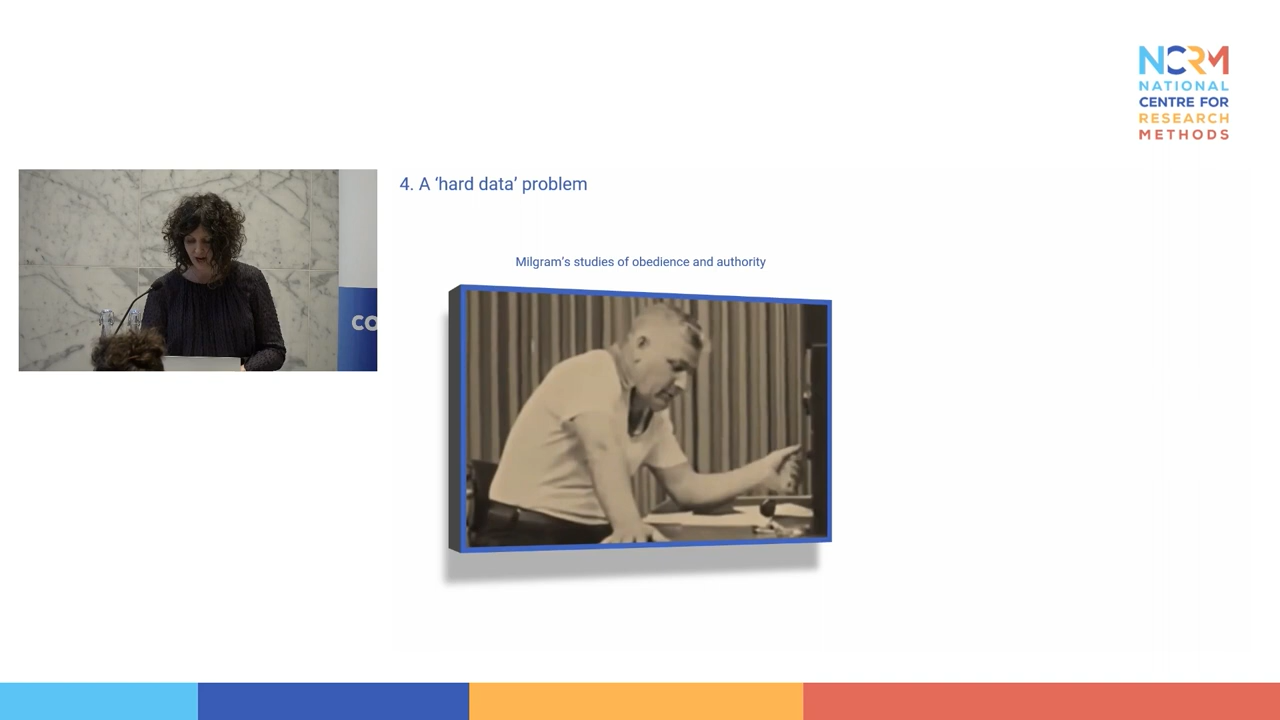 NCRM
NATIONAL
CENTRE FOR
RESEARCH
METHODS
4. A ‘hard data’ problem
Milgram’s studies of obedience and authority
co